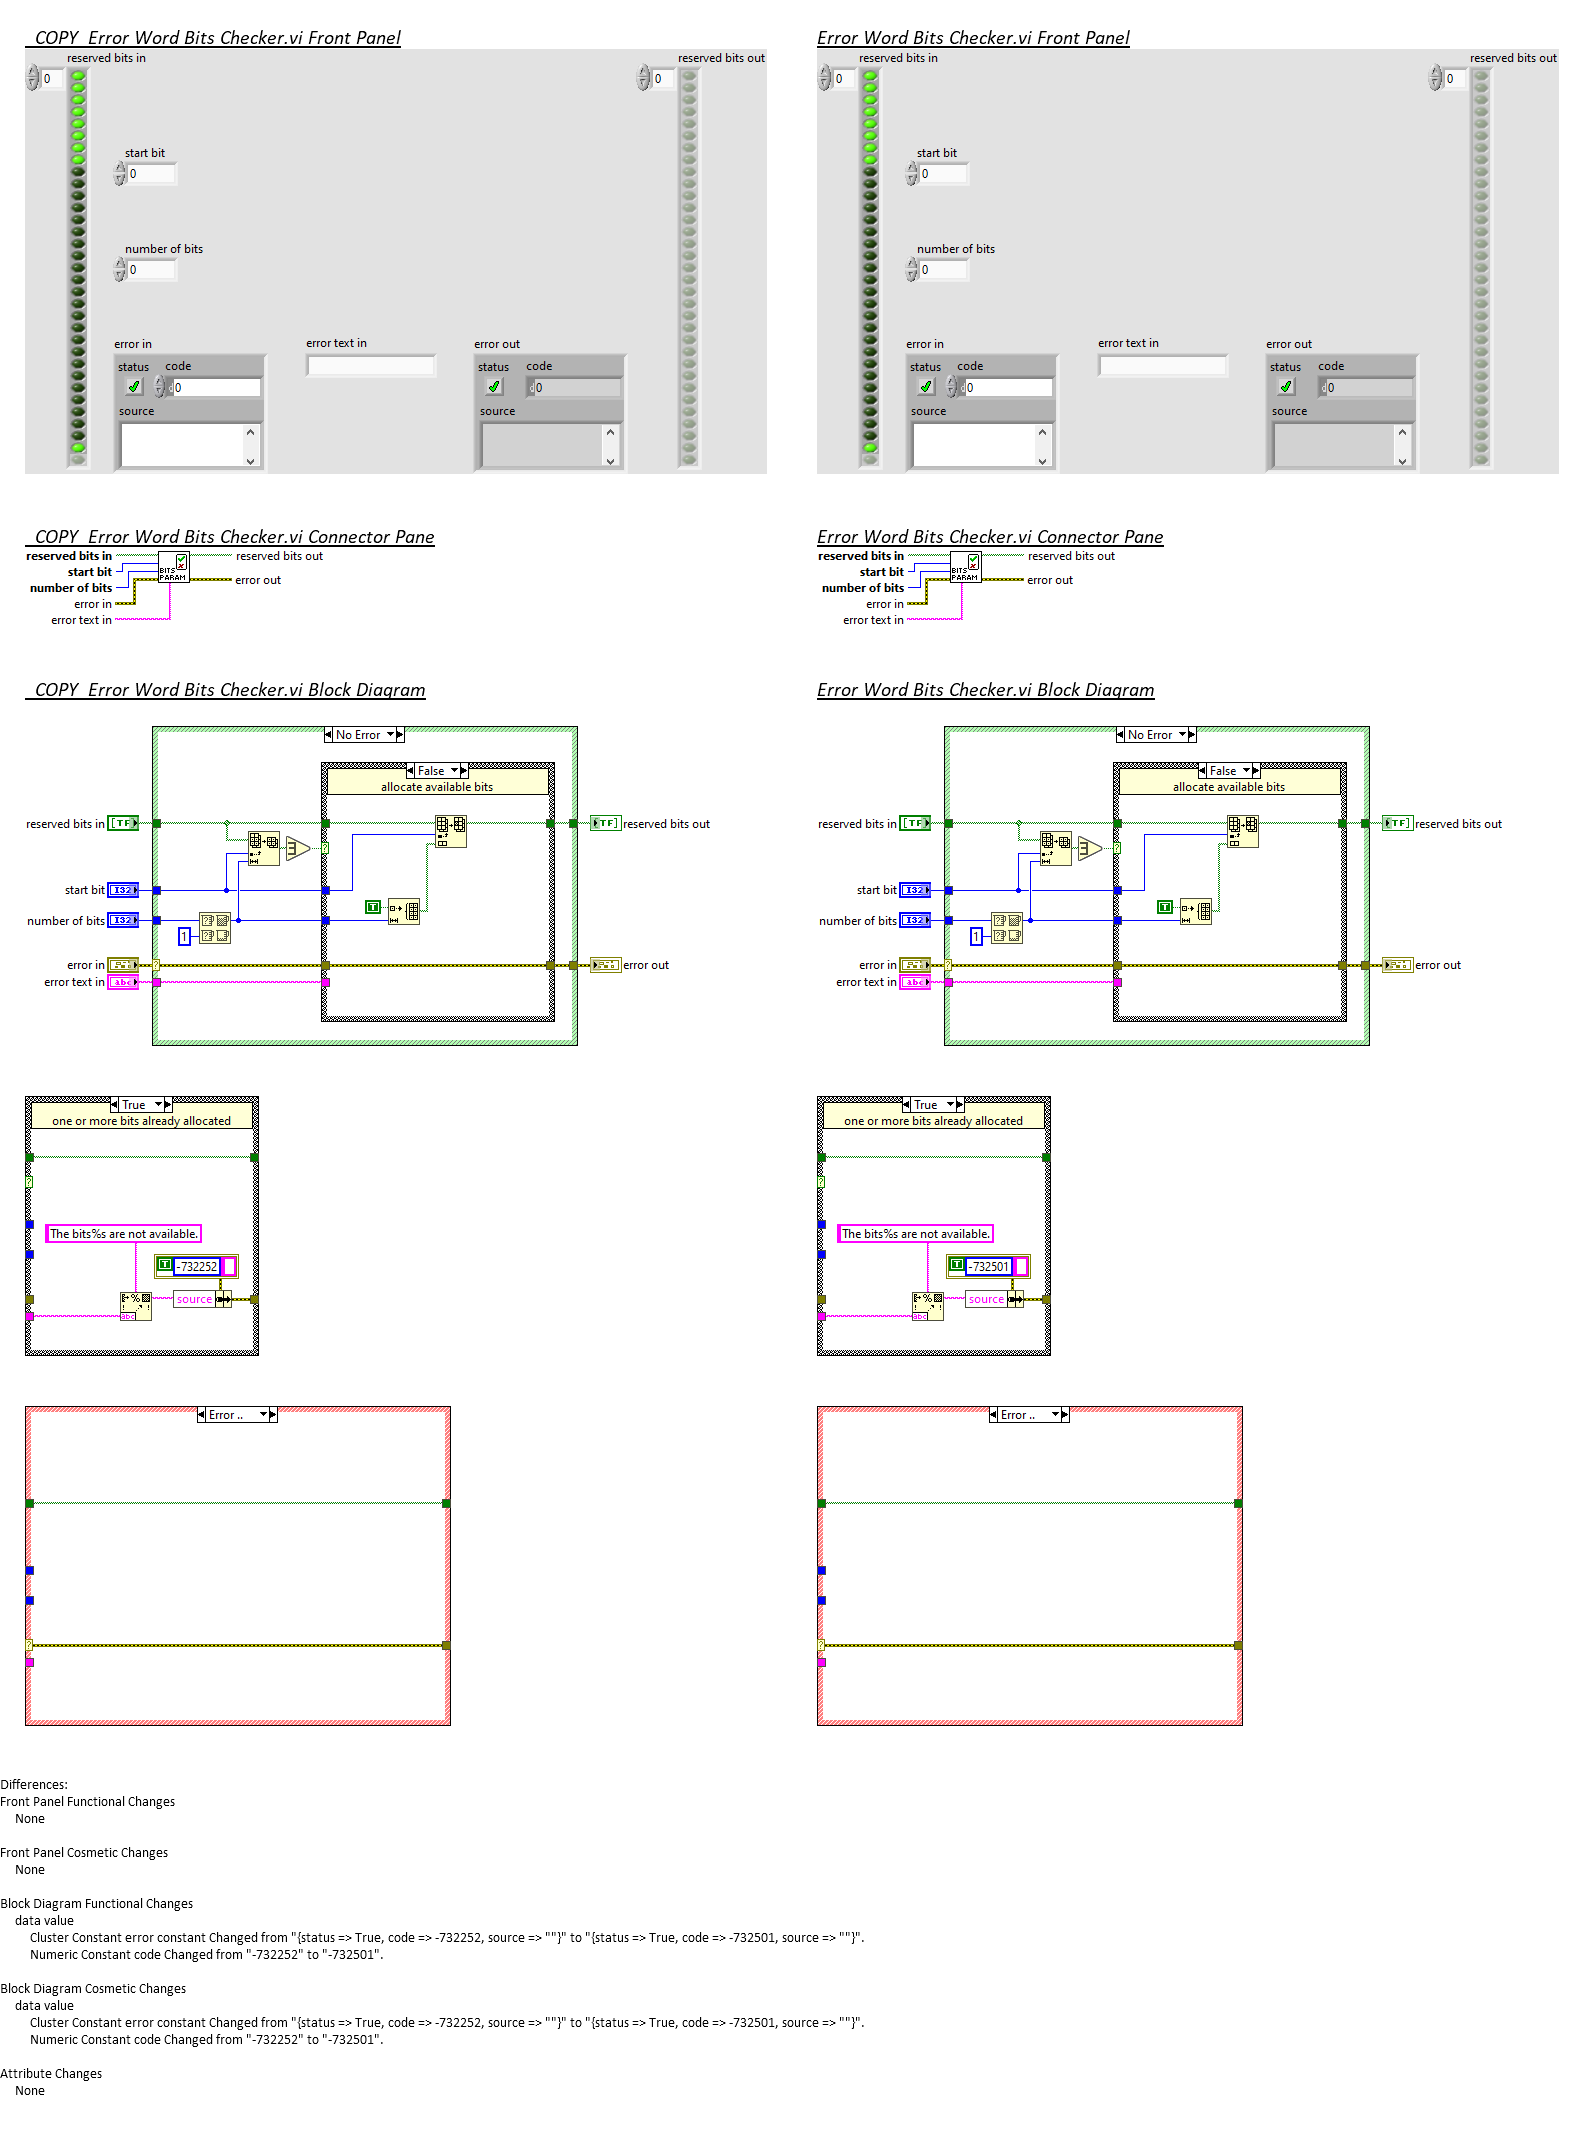 _COPY_Error Word Bits Checker.vi Front Panel
reserved bits in
reserved bits out
0
0
start bit
0
number of bits
0
error in
error text in
error out
status code
status code
0
0
source
source
Error Word Bits Checker.vi Front Panel
reserved bits in
reserved bits out
0
0
start bit
0
number of bits
0
error in
error text in
error out
status code
status code
0
0
source
source
_COPY_Error Word Bits Checker.vi Connector Pane
reserved bits in
reserved bits out
start bit
BITS
PARAM
number of bits
error out
error in
error text in
Error Word Bits Checker.vi Connector Pane
reserved bits in
reserved bits out
start bit
BITS
PARAM
number of bits
error out
error in
error text in
_COPY_Error Word Bits Checker.vi Block Diagram
No Error
False
allocate available bits
reserved bits in
TF
TF
reserved bits out
start bit
I32
T
number of bits
I32
1
error in
error out
error text in
abc
Error Word Bits Checker.vi Block Diagram
No Error
False
allocate available bits
reserved bits in
TF
TF
reserved bits out
start bit
I32
T
number of bits
I32
1
error in
error out
error text in
abc
True
one or more bits already allocated
The bits%s are not available.
T
-732252
source
abc
True
one or more bits already allocated
The bits%s are not available.
T
-732501
source
abc
Error ..
Error ..
Differences:
Front Panel Functional Changes
None
Front Panel Cosmetic Changes
None
Block Diagram Functional Changes
data value
Cluster Constant error constant Changed from "{status => True, code => -732252, source => ""}" to "{status => True, code => -732501, source => ""}".
Numeric Constant code Changed from "-732252" to "-732501".
Block Diagram Cosmetic Changes
data value
Cluster Constant error constant Changed from "{status => True, code => -732252, source => ""}" to "{status => True, code => -732501, source => ""}".
Numeric Constant code Changed from "-732252" to "-732501".
Attribute Changes
None